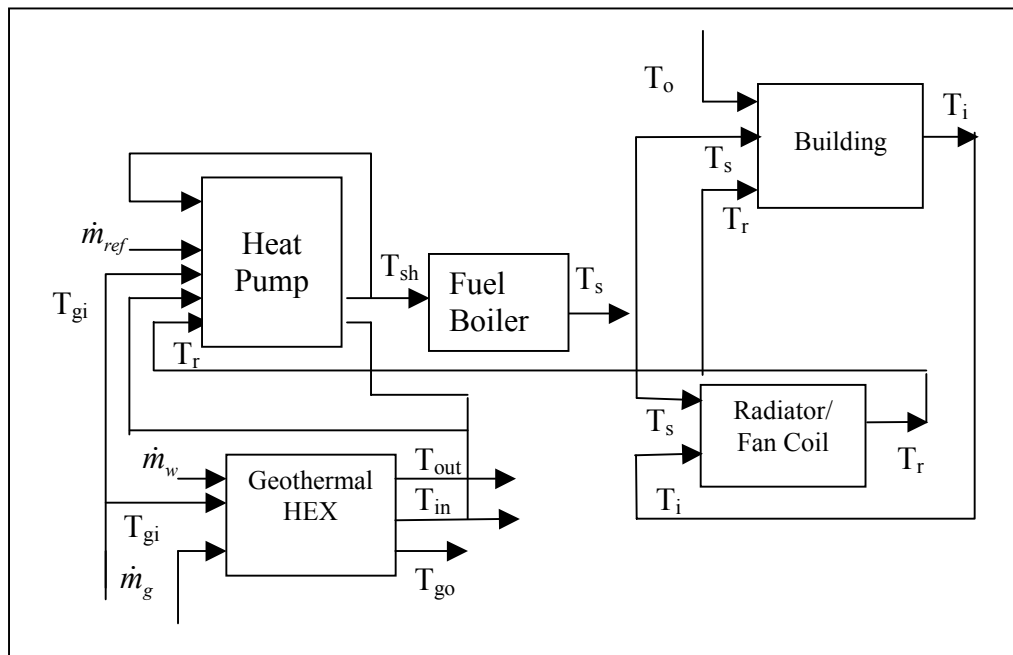 T_o
T_i
Building
T_s
T_r
ṁ_ref
Heat
Pump
T_sh
Fuel
Boiler
T_s
T_gi
T_r
T_s
Radiator/
Fan Coil
T_r
T_i
ṁ_w
Geothermal
HEX
T_out
T_in
T_gi
ṁ_g
T_go